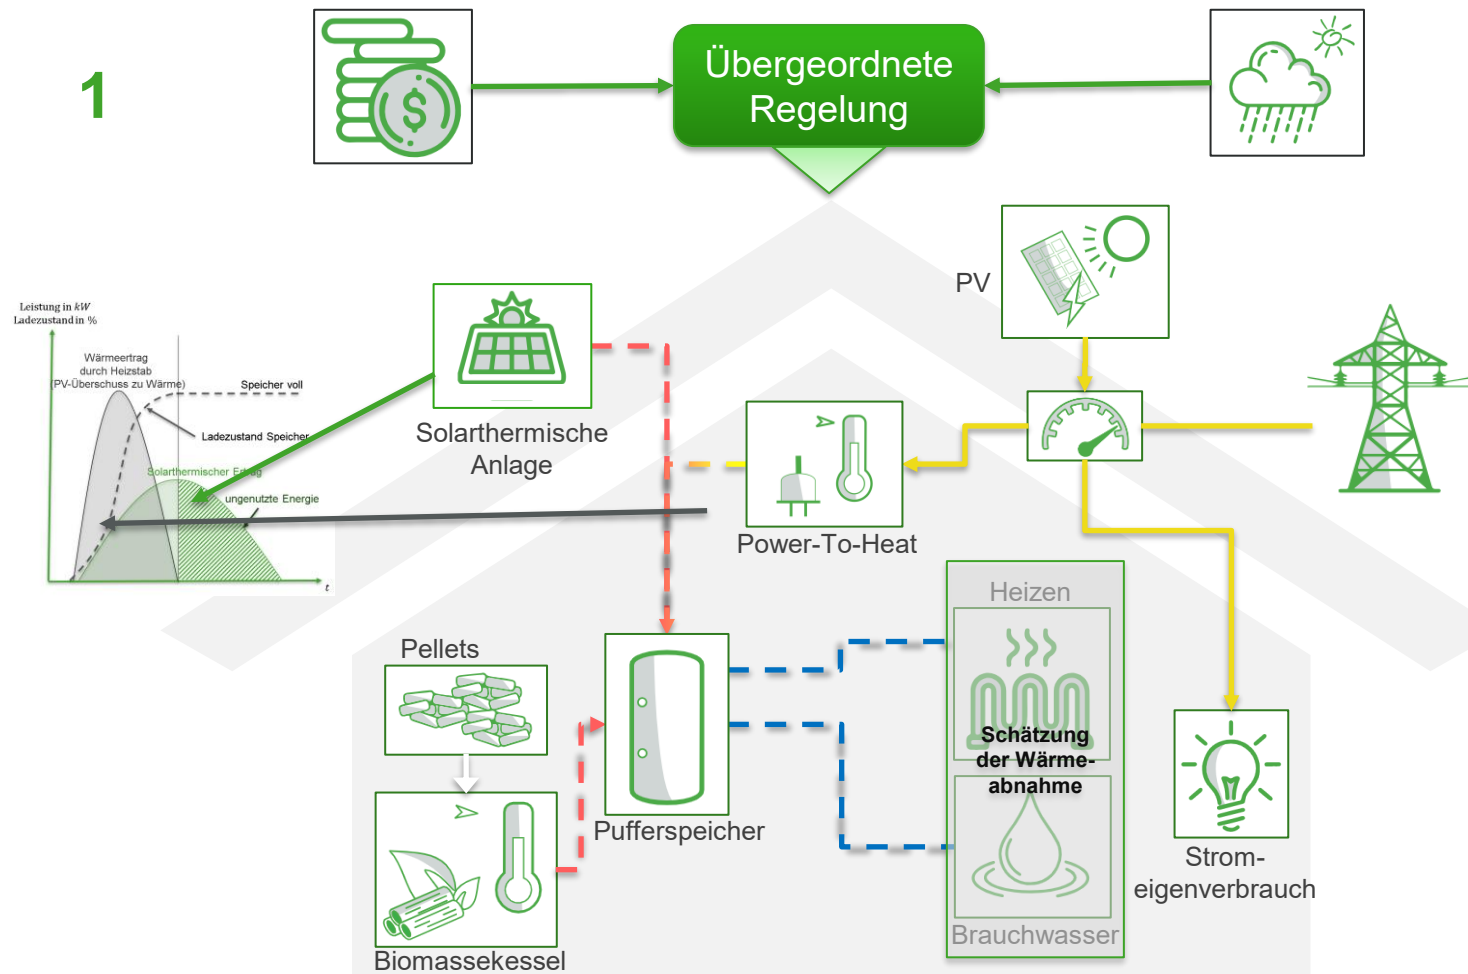 1
Übergeordnete
Regelung
$
PV
Leistung in kW
Ladezustand in %
Wärmeertrag
durch Heizstab
(PV-Überschuss zu Wärme)
Speicher voll
Ladezustand Speicher
Solarthermischer Ertrag
ungenutzte Energie
t
Solarthermische
Anlage
Power-To-Heat
Heizen
Pellets
Schätzung
der Wärme-
abnahme
Pufferspeicher
Strom-
eigenverbrauch
Brauchwasser
Biomassekessel